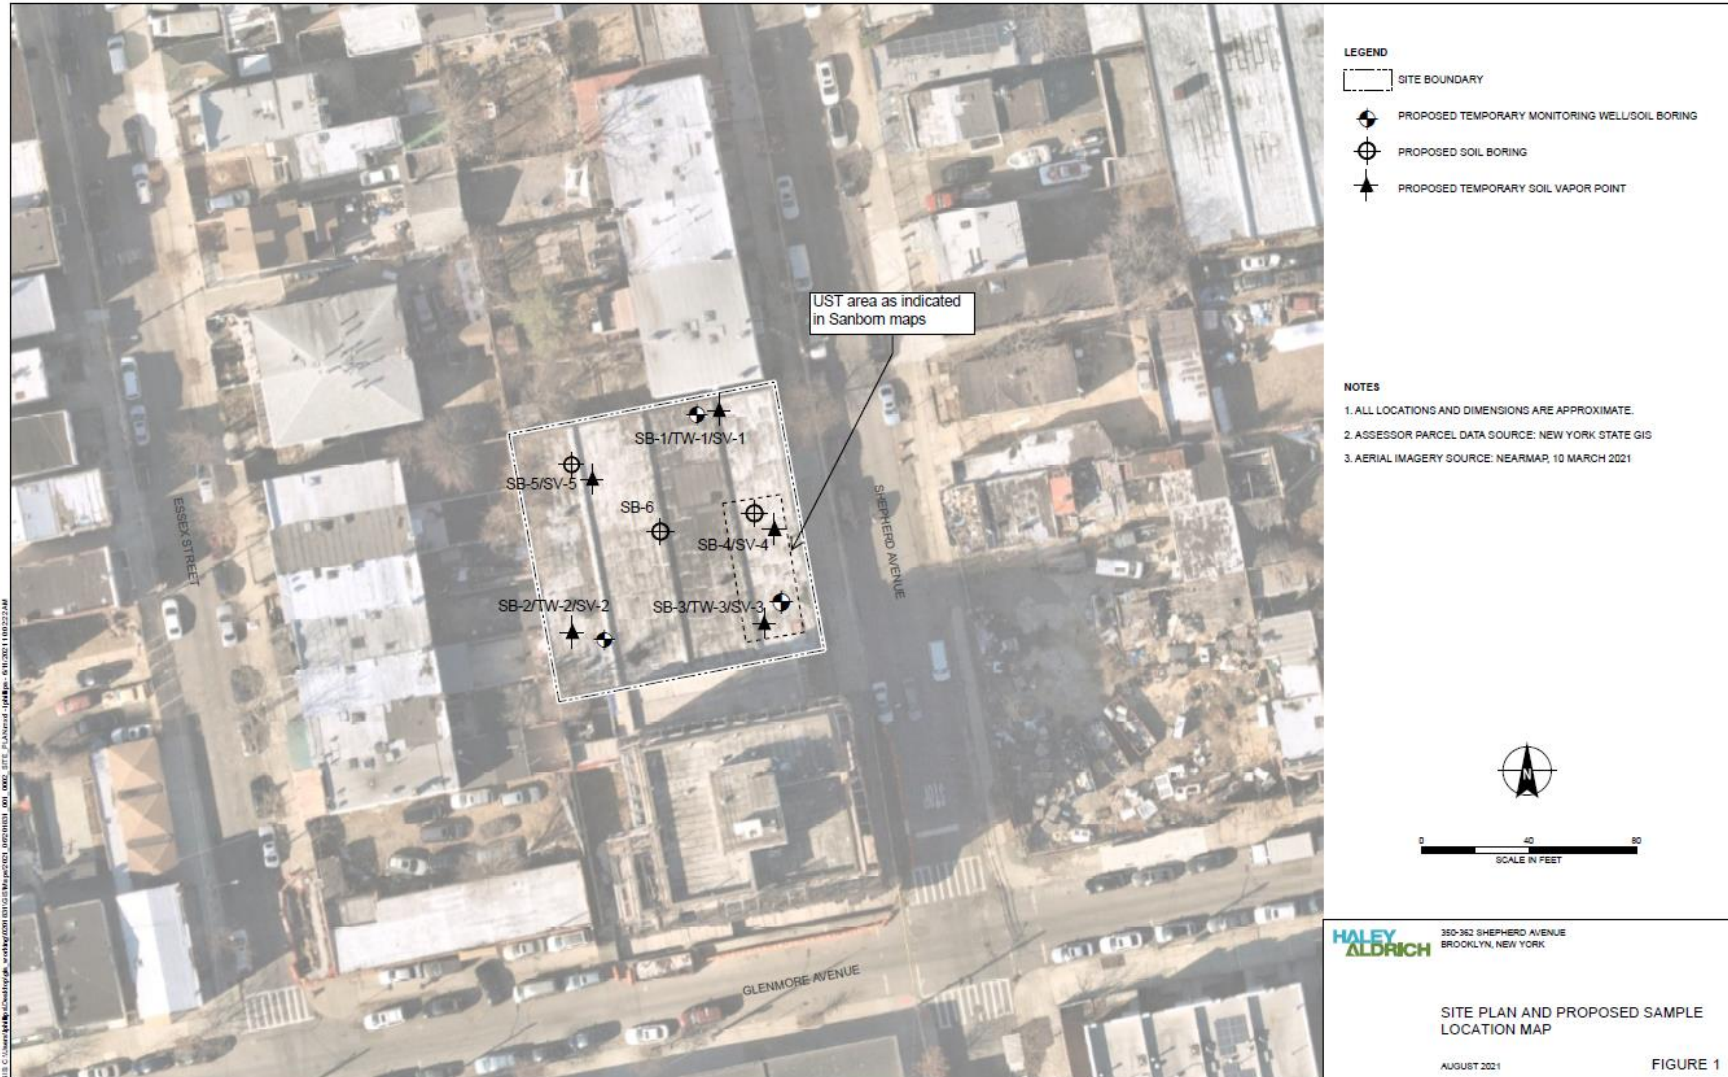 LEGEND
SITE BOUNDARY
PROPOSED TEMPORARY MONITORING WELL/SOIL BORING
PROPOSED SOIL BORING
PROPOSED TEMPORARY SOIL VAPOR POINT
UST area as indicated
in Sanborn maps
SB-1/TW-1/SV-1
SB-5/SV-5
SB-6
SB-4/SV-4
SB-2/TW-2/SV-2
SB-3/TW-3/SV-3
ESSEX STREET
SHEPHERD AVENUE
GLENMORE AVENUE
STOP
NOTES
1. ALL LOCATIONS AND DIMENSIONS ARE APPROXIMATE.
2. ASSESSOR PARCEL DATA SOURCE: NEW YORK STATE GIS
3. AERIAL IMAGERY SOURCE: NEARMAP, 10 MARCH 2021
N
0 40 80
SCALE IN FEET
HALEY
ALDRICH
350-362 SHEPHERD AVENUE
BROOKLYN, NEW YORK
SITE PLAN AND PROPOSED SAMPLE
LOCATION MAP
AUGUST 2021
FIGURE 1